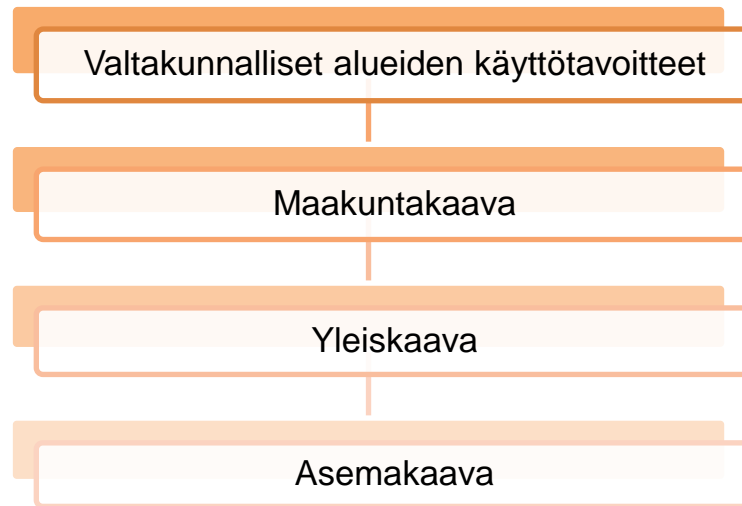 Valtakunnalliset alueiden käyttötavoitteet
Maakuntakaava
Yleiskaava
Asemakaava